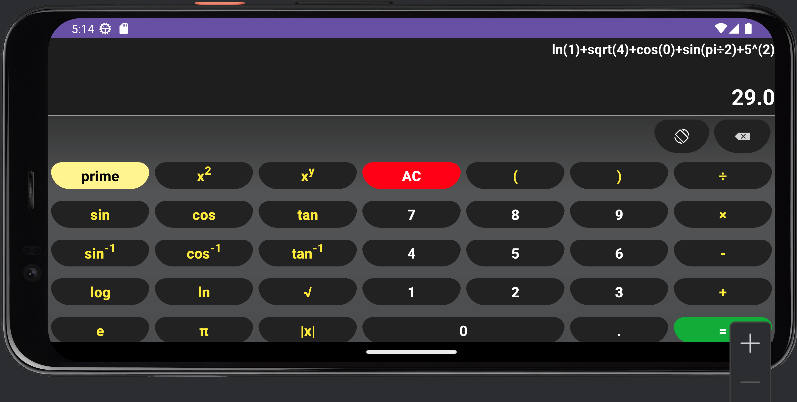 5:14
ln(1)+sqrt(4)+cos(0)+sin(pi÷2)+5^(2)
29.0
prime x² xʸ AC ( ) ÷
sin cos tan 7 8 9 ×
sin⁻¹ cos⁻¹ tan⁻¹ 4 5 6 -
log ln √ 1 2 3 +
e π |x| 0 . =